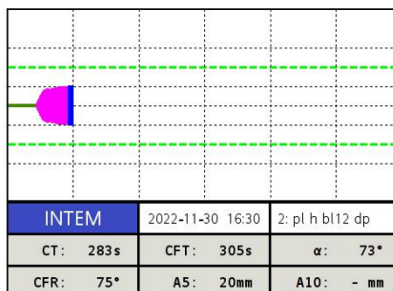 INTEM 2022-11-30 16:30 2: pl h bl12 dp
CT: 283s CFT: 305s α: 73°
CFR: 75° A5: 20mm A10: - mm